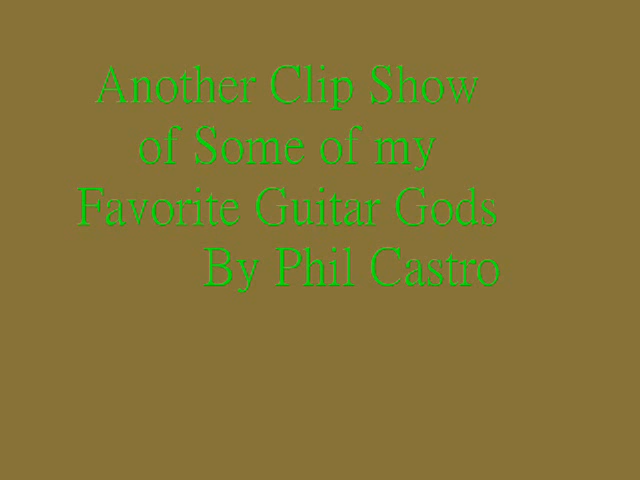 Another Clip Show
of Some of my
Favorite Guitar Gods
By Phil Castro